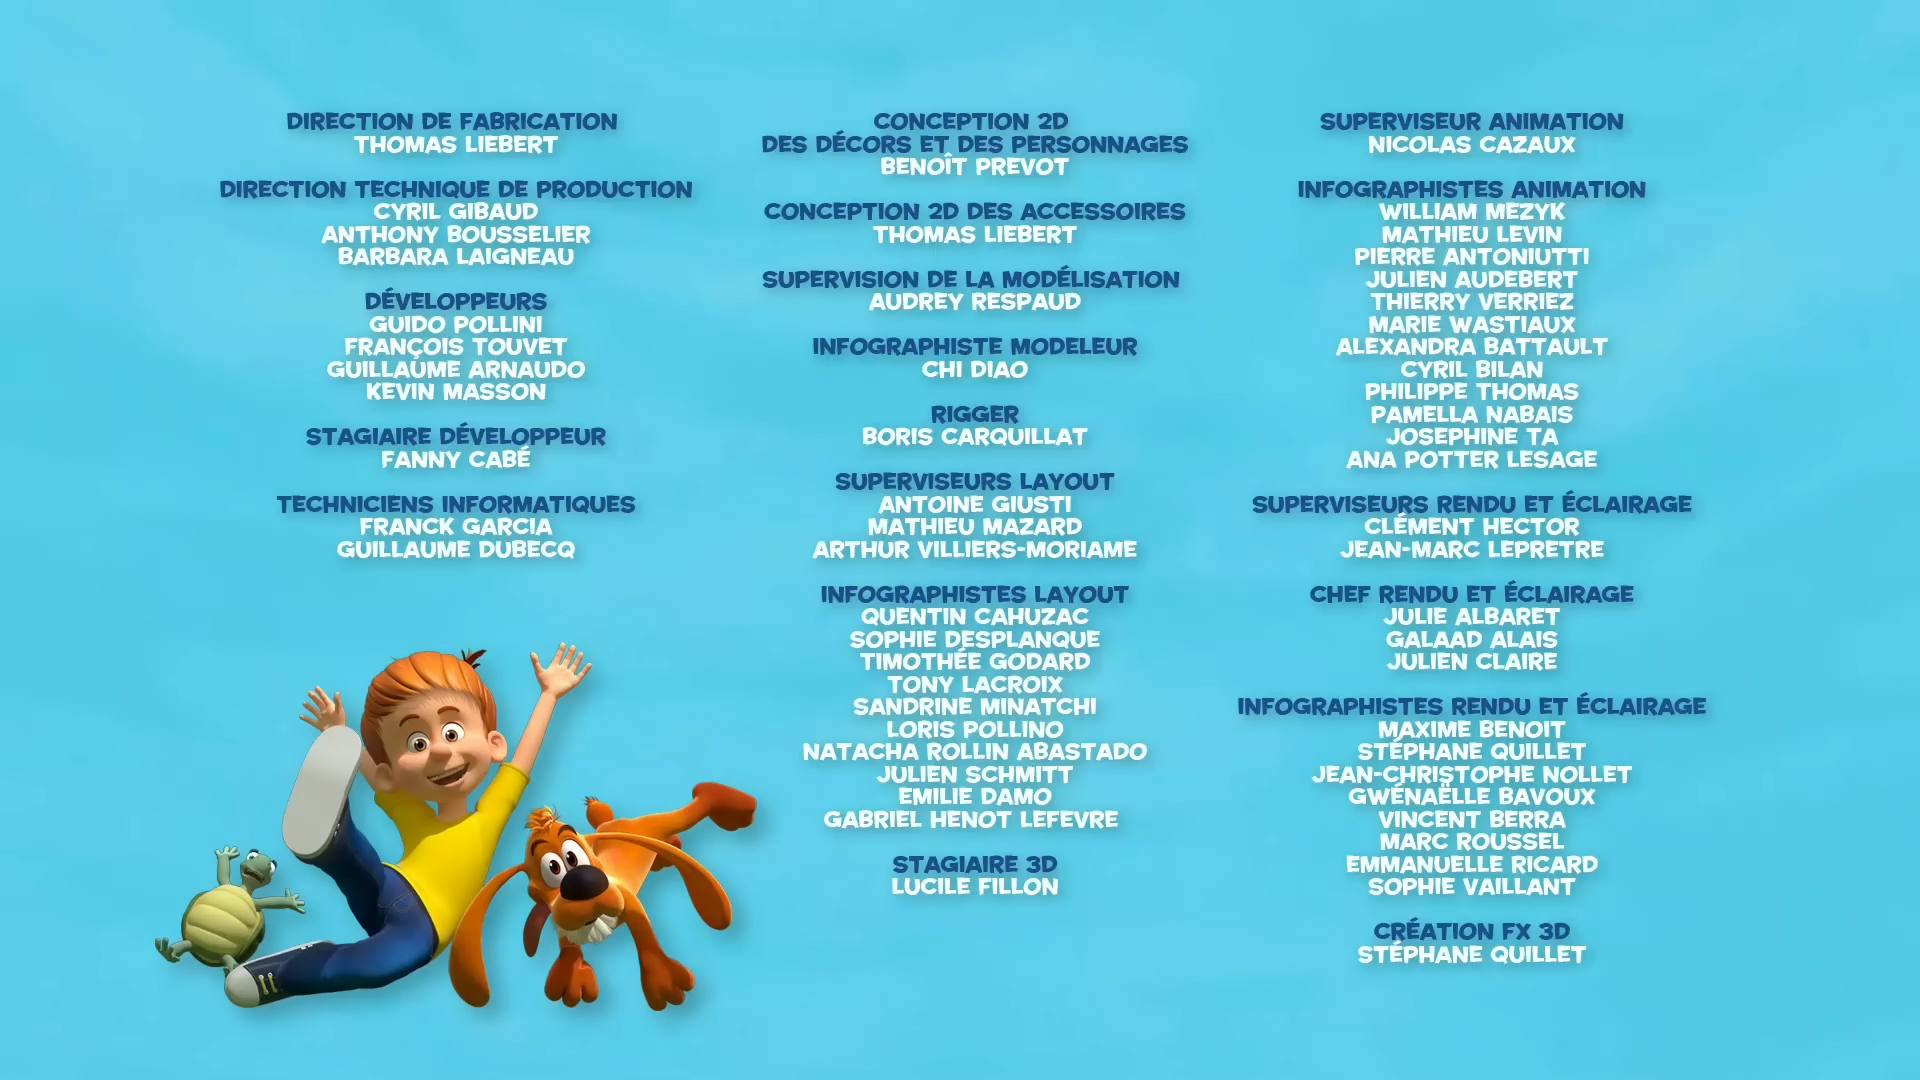 DIRECTION DE FABRICATION
THOMAS LIEBERT
DIRECTION TECHNIQUE DE PRODUCTION
CYRIL GIBAUD
ANTHONY BOUSSELIER
BARBARA LAIGNEAU
DÉVELOPPEURS
GUIDO POLLINI
FRANÇOIS TOUVET
GUILLAUME ARNAUDO
KEVIN MASSON
STAGIAIRE DÉVELOPPEUR
FANNY CABÉ
TECHNICIENS INFORMATIQUES
FRANCK GARCIA
GUILLAUME DUBECQ
CONCEPTION 2D
DES DÉCORS ET DES PERSONNAGES
BENOÎT PREVOT
CONCEPTION 2D DES ACCESSOIRES
THOMAS LIEBERT
SUPERVISION DE LA MODÉLISATION
AUDREY RESPAUD
INFOGRAPHISTE MODELEUR
CHI DIAO
RIGGER
BORIS CARQUILLAT
SUPERVISEURS LAYOUT
ANTOINE GIUSTI
MATHIEU MAZARD
ARTHUR VILLIERS-MORIAME
INFOGRAPHISTES LAYOUT
QUENTIN CAHUZAC
SOPHIE DESPLANQUE
TIMOTHÉE GODARD
TONY LACROIX
SANDRINE MINATCHI
LORIS POLLINO
NATACHA ROLLIN ABASTADO
JULIEN SCHMITT
EMILIE DAMO
GABRIEL HENOT LEFEVRE
STAGIAIRE 3D
LUCILE FILLON
SUPERVISEUR ANIMATION
NICOLAS CAZAUX
INFOGRAPHISTES ANIMATION
WILLIAM MEZYK
MATHIEU LEVIN
PIERRE ANTONIUTTI
JULIEN AUDEBERT
THIERRY VERRIEZ
MARIE WASTIAUX
ALEXANDRA BATTAULT
CYRIL BILAN
PHILIPPE THOMAS
PAMELLA NABAIS
JOSEPHINE TA
ANA POTTER LESAGE
SUPERVISEURS RENDU ET ÉCLAIRAGE
CLÉMENT HECTOR
JEAN-MARC LEPRETRE
CHEF RENDU ET ÉCLAIRAGE
JULIE ALBARET
GALAAD ALAIS
JULIEN CLAIRE
INFOGRAPHISTES RENDU ET ÉCLAIRAGE
MAXIME BENOIT
STÉPHANE QUILLET
JEAN-CHRISTOPHE NOLLET
GWÉNAËLLE BAVOUX
VINCENT BERRA
MARC ROUSSEL
EMMANUELLE RICARD
SOPHIE VAILLANT
CRÉATION FX 3D
STÉPHANE QUILLET